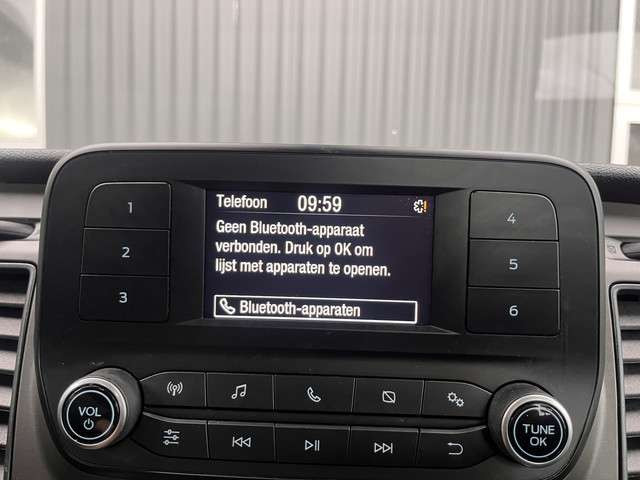 Telefoon 09:59
Geen Bluetooth-apparaat
verbonden. Druk op OK om
lijst met apparaten te openen.
Bluetooth-apparaten
1
2
3
4
5
6
VOL
TUNE
OK